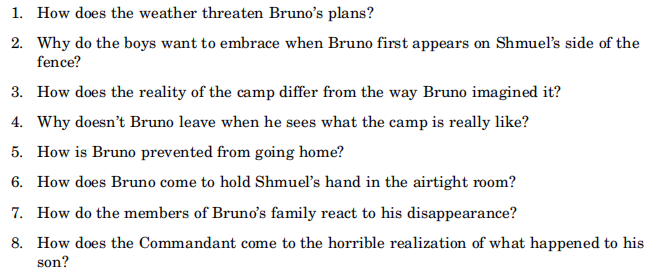 1. How does the weather threaten Bruno’s plans?
2. Why do the boys want to embrace when Bruno first appears on Shmuel’s side of the
fence?
3. How does the reality of the camp differ from the way Bruno imagined it?
4. Why doesn’t Bruno leave when he sees what the camp is really like?
5. How is Bruno prevented from going home?
6. How does Bruno come to hold Shmuel’s hand in the airtight room?
7. How do the members of Bruno’s family react to his disappearance?
8. How does the Commandant come to the horrible realization of what happened to his
son?